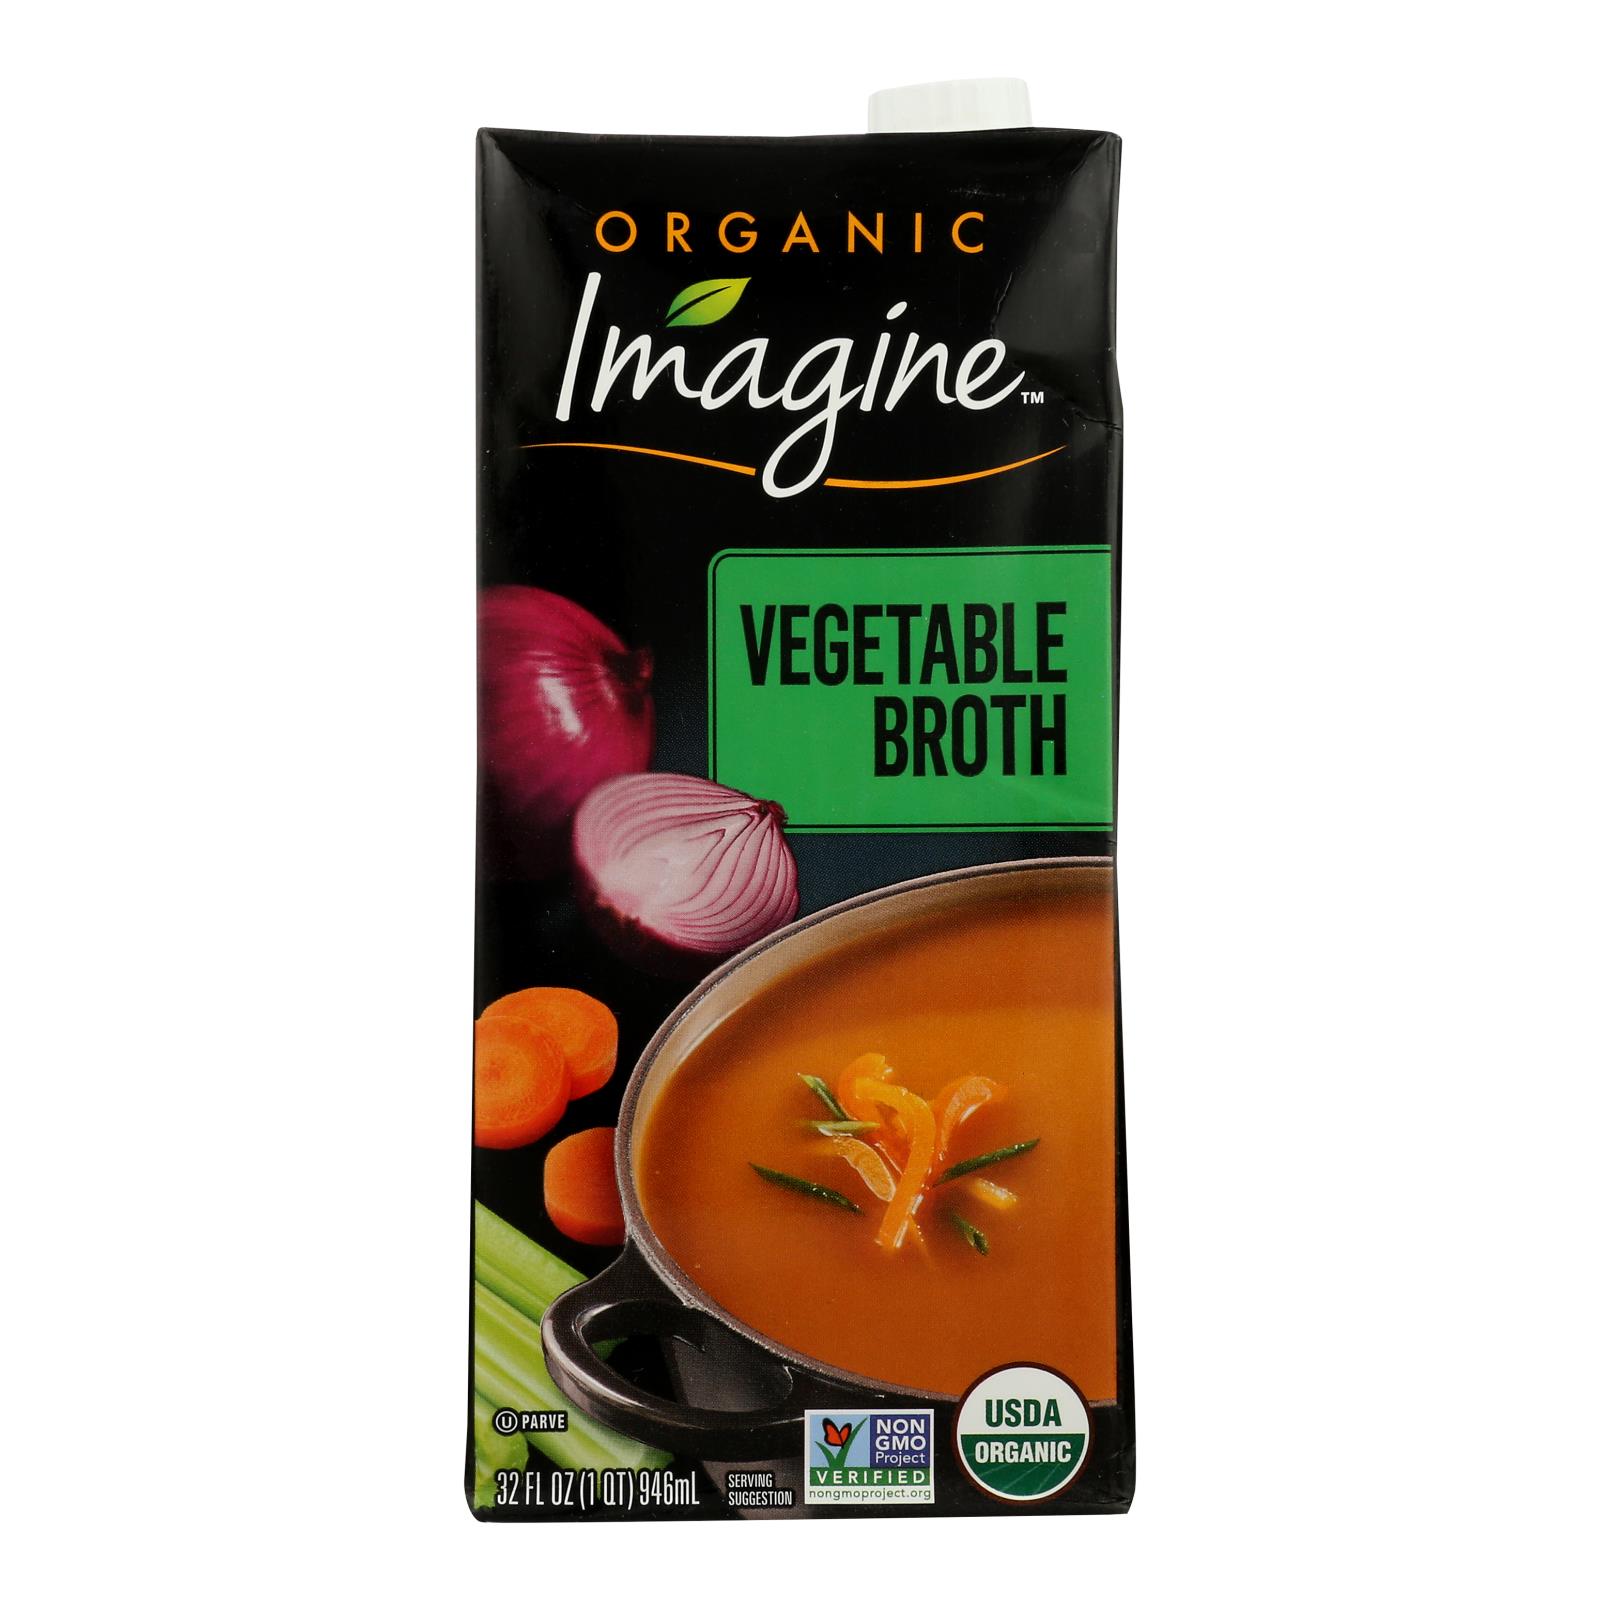 ORGANIC
Imagine™
VEGETABLE
BROTH
U PARVE
32 FL OZ (1 QT) 946mL
SERVING
SUGGESTION
NON
GMO
Project
VERIFIED
nongmoproject.org
USDA
ORGANIC